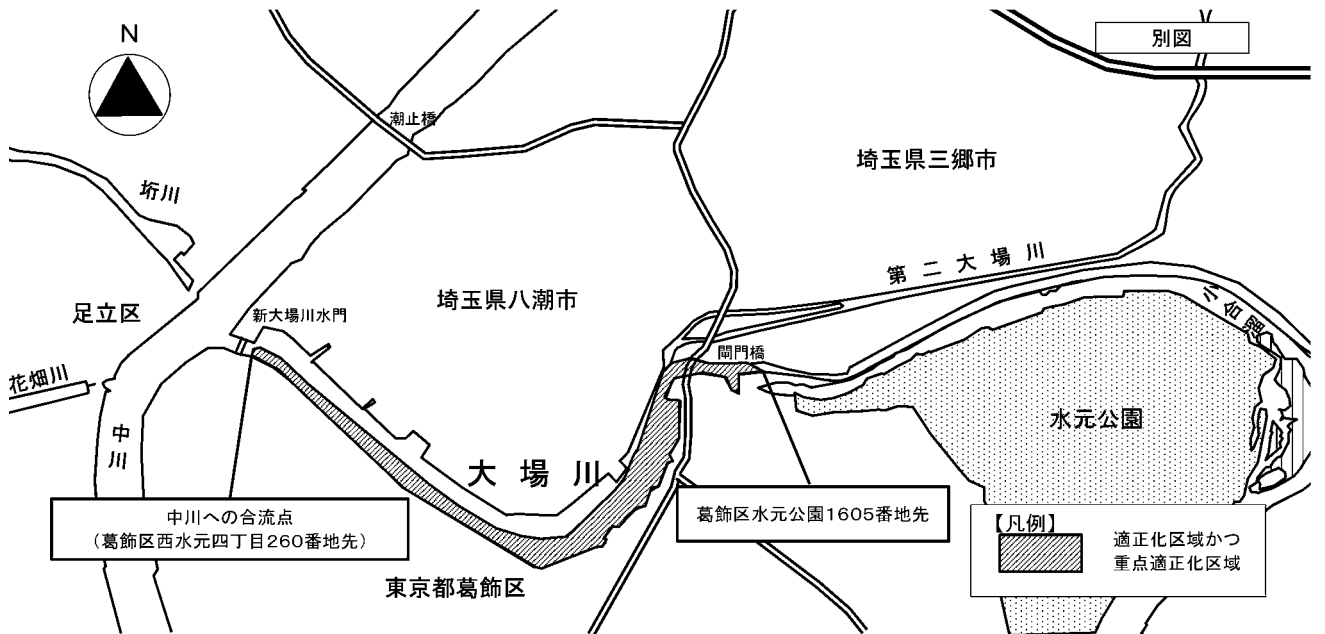 別図
N
潮止橋
埼玉県三郷市
垳川
第二大場川
足立区
埼玉県八潮市
新大場川水門
小合溜
閘門橋
花畑川
水元公園
中川
大場川
中川への合流点
(葛飾区西水元四丁目260番地先)
葛飾区水元公園1605番地先
【凡例】
適正化区域かつ
重点適正化区域
東京都葛飾区